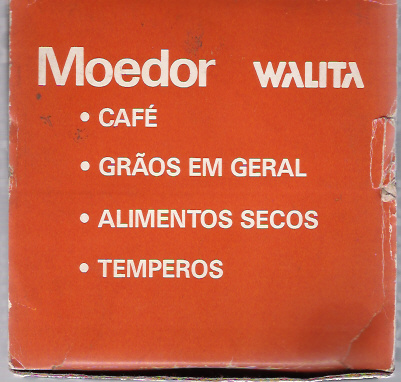 Moedor WALITA
• CAFÉ
• GRÃOS EM GERAL
• ALIMENTOS SECOS
• TEMPEROS